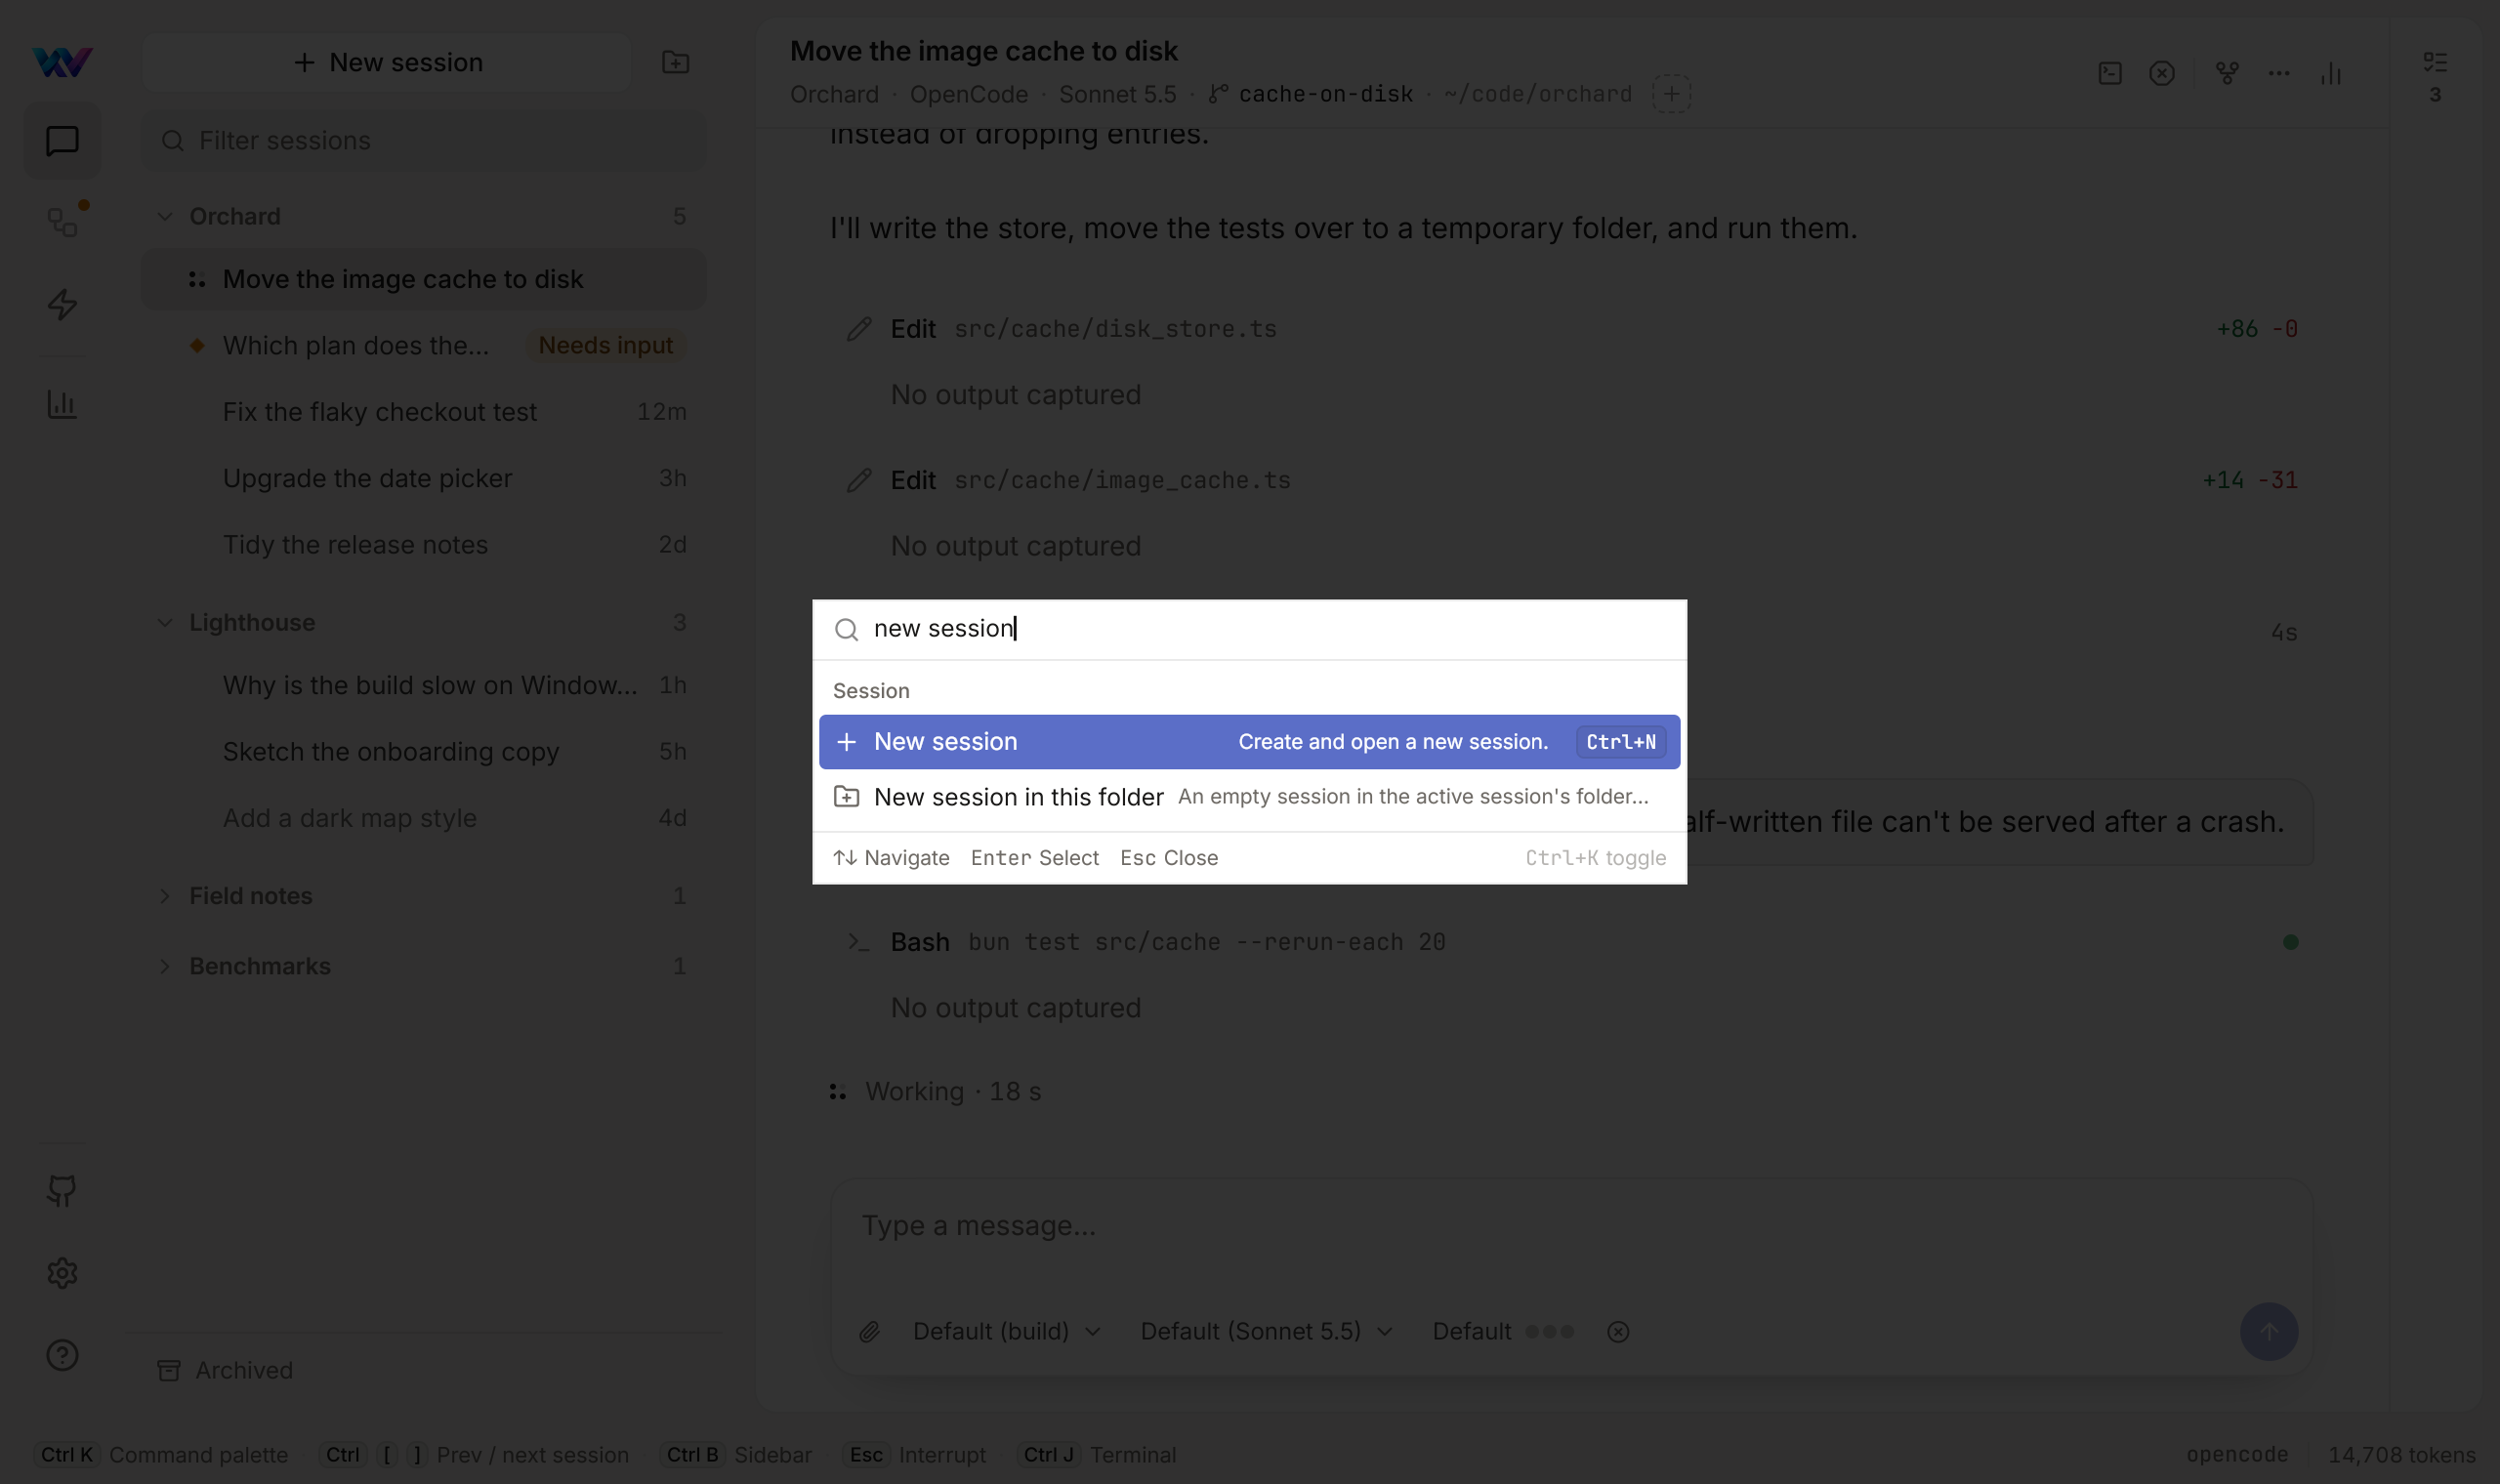 New session
Filter sessions
Orchard 5
Move the image cache to disk
Which plan does the... Needs input
Fix the flaky checkout test 12m
Upgrade the date picker 3h
Tidy the release notes 2d
Lighthouse 3
Why is the build slow on Window... 1h
Sketch the onboarding copy 5h
Add a dark map style 4d
Field notes 1
Benchmarks 1
Archived
Move the image cache to disk
Orchard · OpenCode · Sonnet 5.5 · cache-on-disk · ~/code/orchard
3
instead of dropping entries.
I'll write the store, move the tests over to a temporary folder, and run them.
Edit src/cache/disk_store.ts +86 -0
No output captured
Edit src/cache/image_cache.ts +14 -31
No output captured
4s
new session
Session
New session Create and open a new session. Ctrl+N
New session in this folder An empty session in the active session's folder...
↑↓ Navigate Enter Select Esc Close Ctrl+K toggle
alf-written file can't be served after a crash.
Bash bun test src/cache --rerun-each 20
No output captured
Working · 18 s
Type a message...
Default (build) Default (Sonnet 5.5) Default
Ctrl K Command palette Ctrl [ ] Prev / next session Ctrl B Sidebar Esc Interrupt Ctrl J Terminal opencode 14,708 tokens